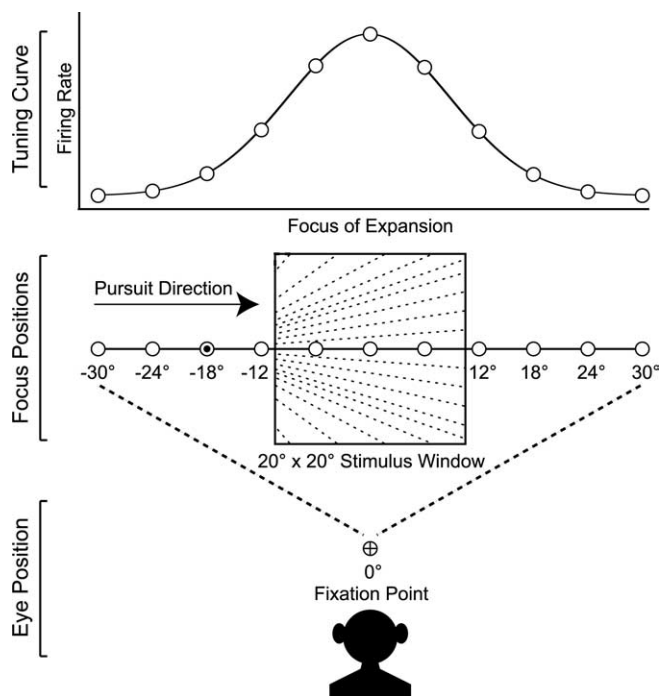 Tuning Curve
Firing Rate
Focus of Expansion
Focus Positions
Pursuit Direction
-30° -24° -18° -12 12° 18° 24° 30°
20° x 20° Stimulus Window
Eye Position
0°
Fixation Point